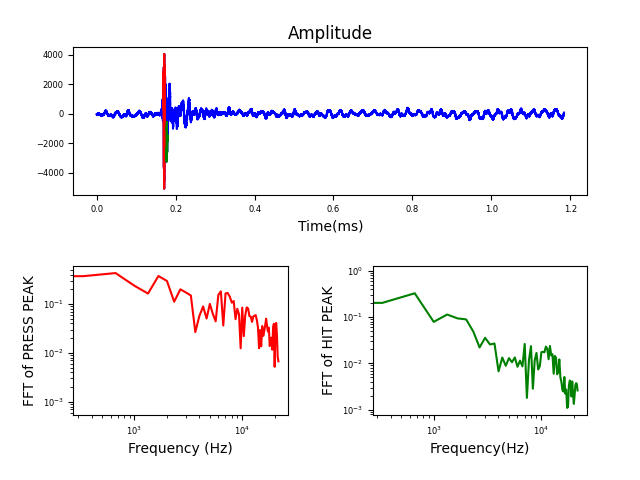 Amplitude
4000
2000
0
−2000
−4000
0.0 0.2 0.4 0.6 0.8 1.0 1.2
Time(ms)
FFT of PRESS PEAK
10⁻¹
10⁻²
10⁻³
10³ 10⁴
Frequency (Hz)
FFT of HIT PEAK
10⁰
10⁻¹
10⁻²
10⁻³
10³ 10⁴
Frequency(Hz)